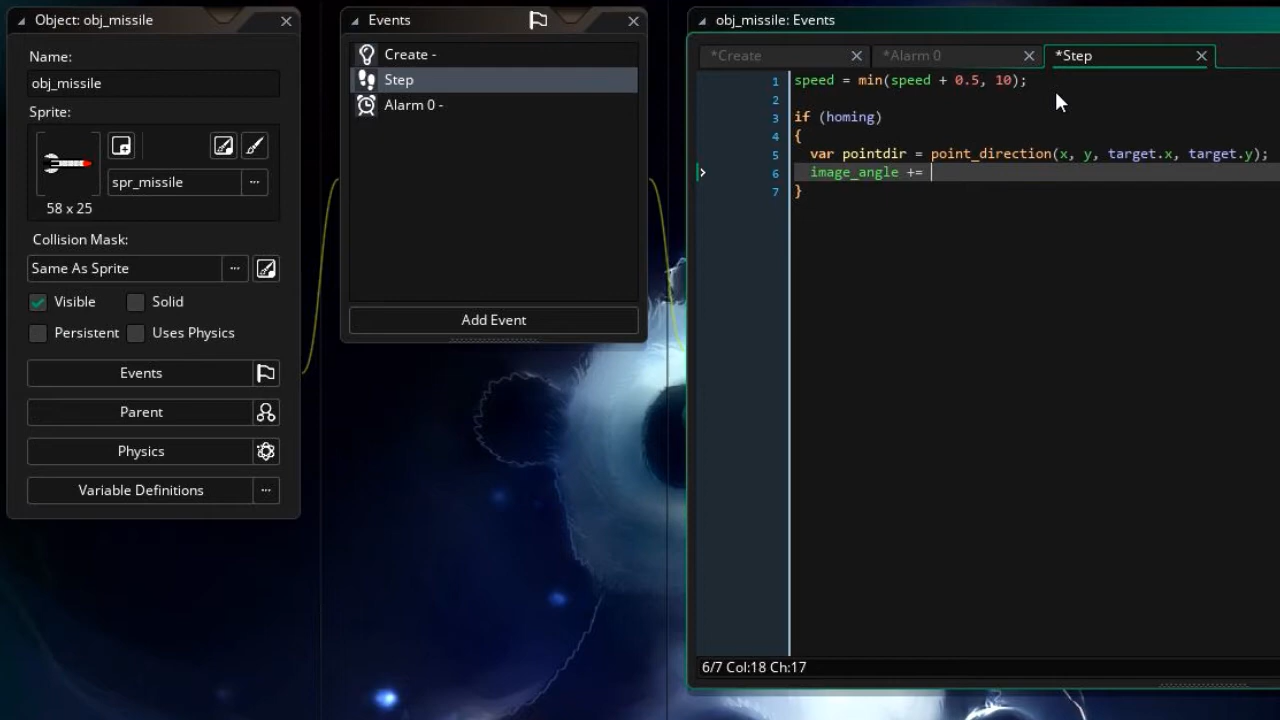 Object: obj_missile
Name:
obj_missile
Sprite:
spr_missile
...
58 x 25
Collision Mask:
Same As Sprite
...
Visible
Solid
Persistent
Uses Physics
Events
Parent
Physics
Variable Definitions
...
Events
Create -
Step
Alarm 0 -
Add Event
obj_missile: Events
*Create
*Alarm 0
*Step
1 speed = min(speed + 0.5, 10);
2
3 if (homing)
4 {
5 var pointdir = point_direction(x, y, target.x, target.y);
6 image_angle +=
7 }
6/7 Col:18 Ch:17